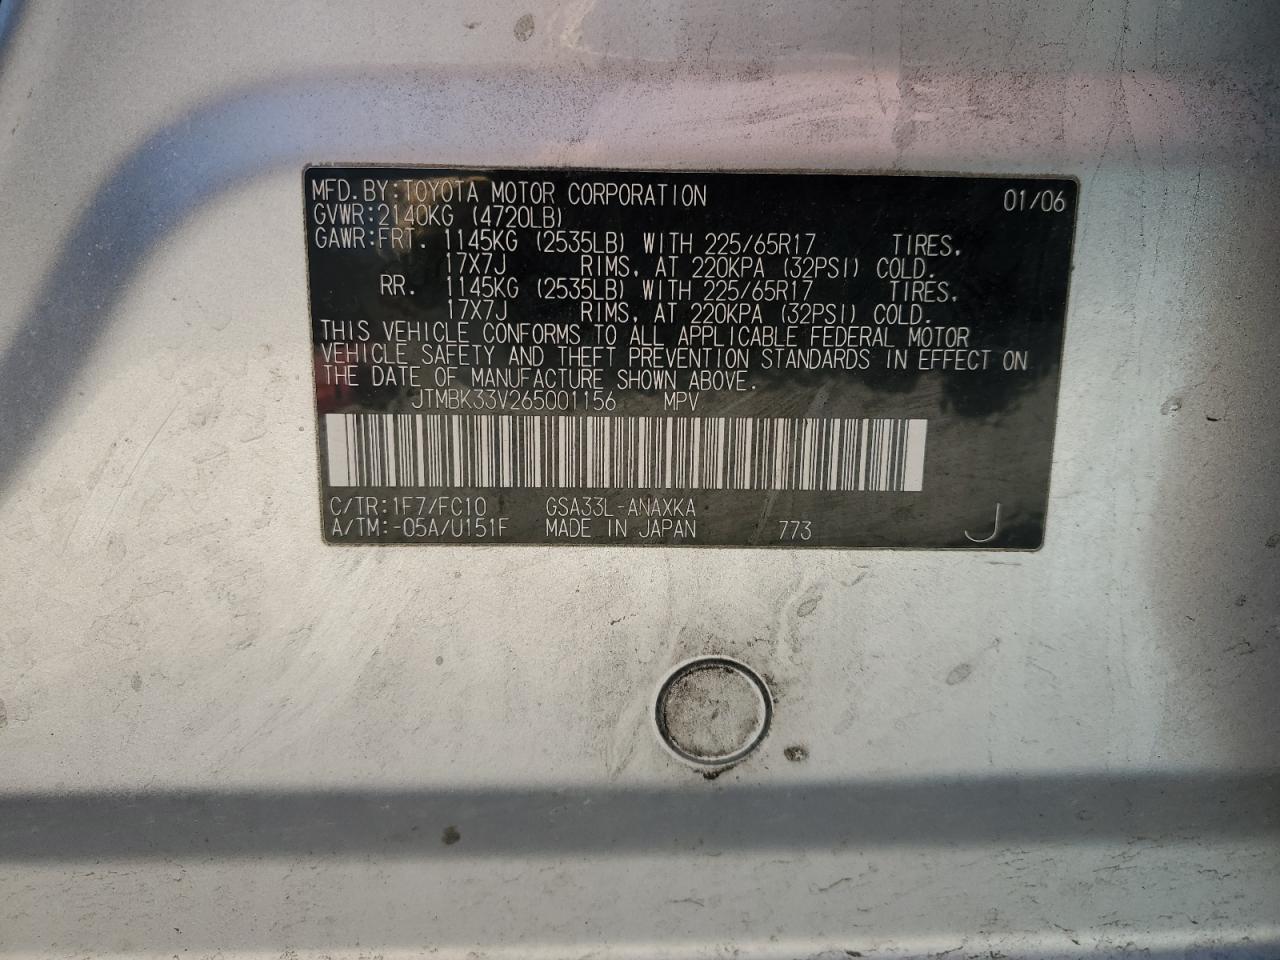 MFD.BY:TOYOTA MOTOR CORPORATION 01/06
GVWR:2140KG (4720LB)
GAWR:FRT. 1145KG (2535LB) WITH 225/65R17 TIRES,
17X7J RIMS, AT 220KPA (32PSI) COLD.
RR. 1145KG (2535LB) WITH 225/65R17 TIRES,
17X7J RIMS, AT 220KPA (32PSI) COLD.
THIS VEHICLE CONFORMS TO ALL APPLICABLE FEDERAL MOTOR
VEHICLE SAFETY AND THEFT PREVENTION STANDARDS IN EFFECT ON
THE DATE OF MANUFACTURE SHOWN ABOVE.
JTMBK33V265001156 MPV
C/TR:1F7/FC10 GSA33L-ANAXKA
A/TM:-05A/U151F MADE IN JAPAN 773 J